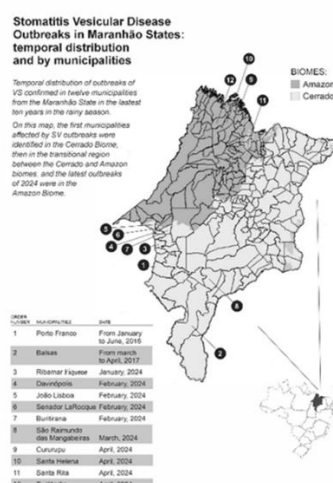 Stomatitis Vesicular Disease
Outbreaks in Maranhão States:
temporal distribution
and by municipalities
Temporal distribution of outbreaks of
VS confirmed in twelve municipalities
from the Maranhão State in the lastest
ten years in the rainy season.
On this map, the first municipalities
affected by SV outbreaks were
identified in the Cerrado Biome,
then in the transitional region
between the Cerrado and Amazon
biomes, and the latest outbreaks
of 2024 were in the
Amazon Biome.
BIOMES:
Amazon
Cerrado
10
12
9
11
5
6
4
7
3
1
8
2
ORDER NUMBER MUNICIPALITIES DATE
1 Porto Franco From January to June, 2016
2 Balsas From march to April, 2017
3 Ribamar Fiquese January, 2024
4 Davinópolis February, 2024
5 João Lisboa February, 2024
6 Senador LaRocque February, 2024
7 Buritirana February, 2024
8 São Raimundo das Mangabeiras March, 2024
9 Cururupu April, 2024
10 Santa Helena April, 2024
11 Santa Rita April, 2024